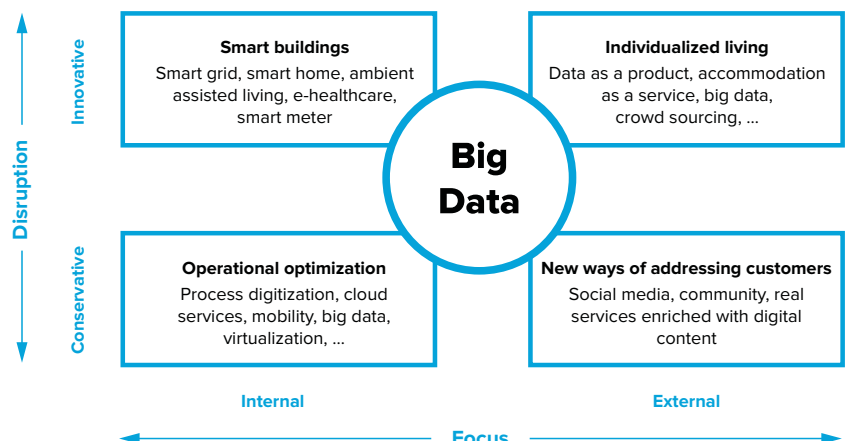 Disruption
Innovative
Smart buildings
Smart grid, smart home, ambient
assisted living, e-healthcare,
smart meter
Individualized living
Data as a product, accommodation
as a service, big data,
crowd sourcing, ...
Big
Data
Conservative
Operational optimization
Process digitization, cloud
services, mobility, big data,
virtualization, ...
New ways of addressing customers
Social media, community, real
services enriched with digital
content
Internal
External
Focus